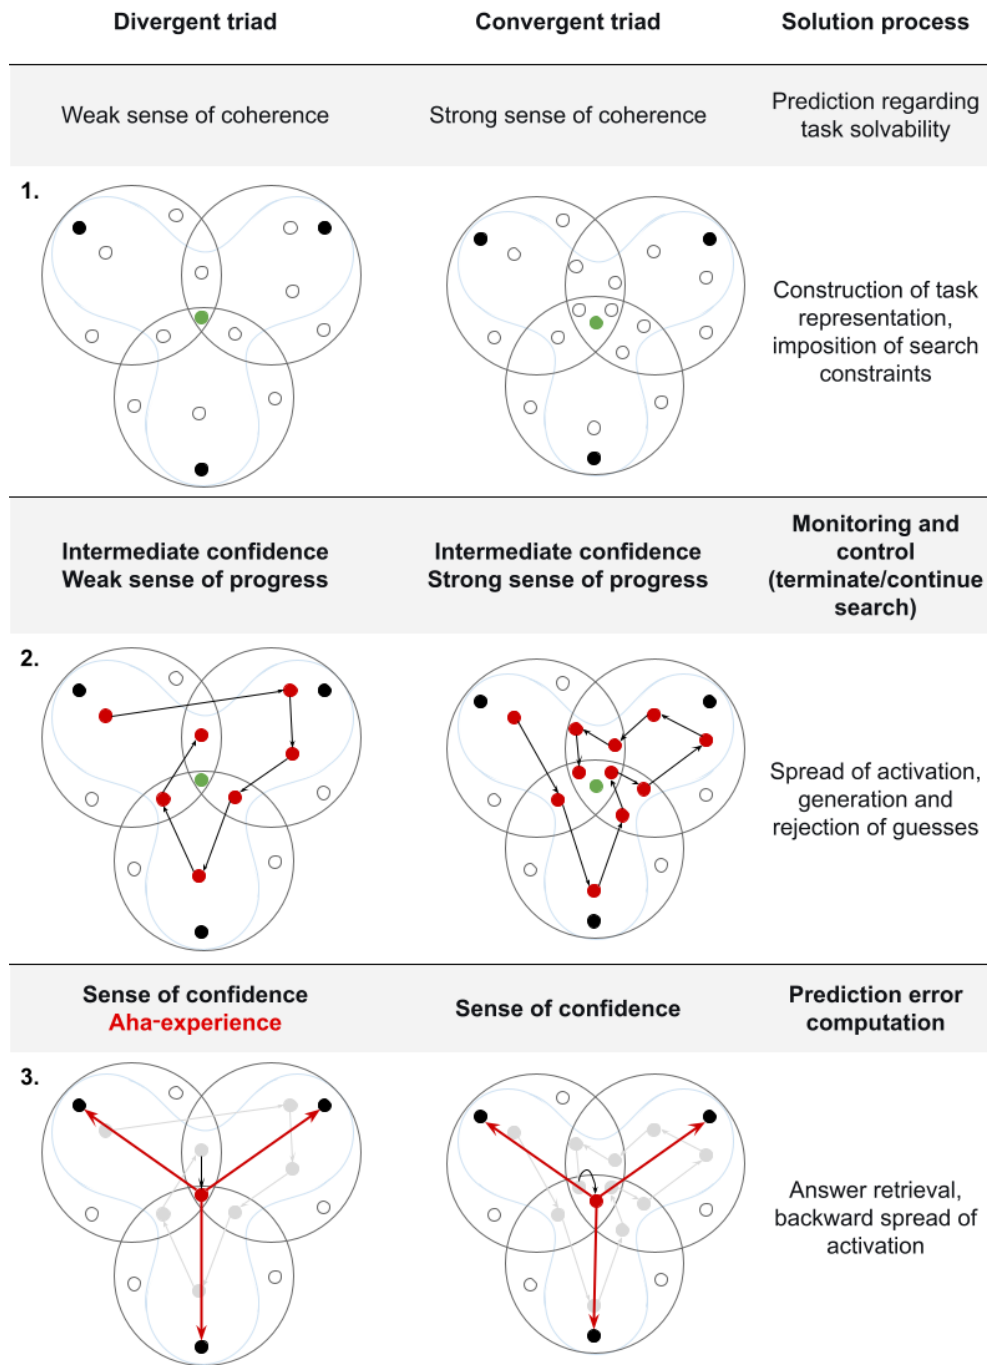 Divergent triad
Convergent triad
Solution process
Weak sense of coherence
Strong sense of coherence
Prediction regarding
task solvability
1.
Construction of task
representation,
imposition of search
constraints
Intermediate confidence
Weak sense of progress
Intermediate confidence
Strong sense of progress
Monitoring and
control
(terminate/continue
search)
2.
Spread of activation,
generation and
rejection of guesses
Sense of confidence
Aha-experience
Sense of confidence
Prediction error
computation
3.
Answer retrieval,
backward spread of
activation